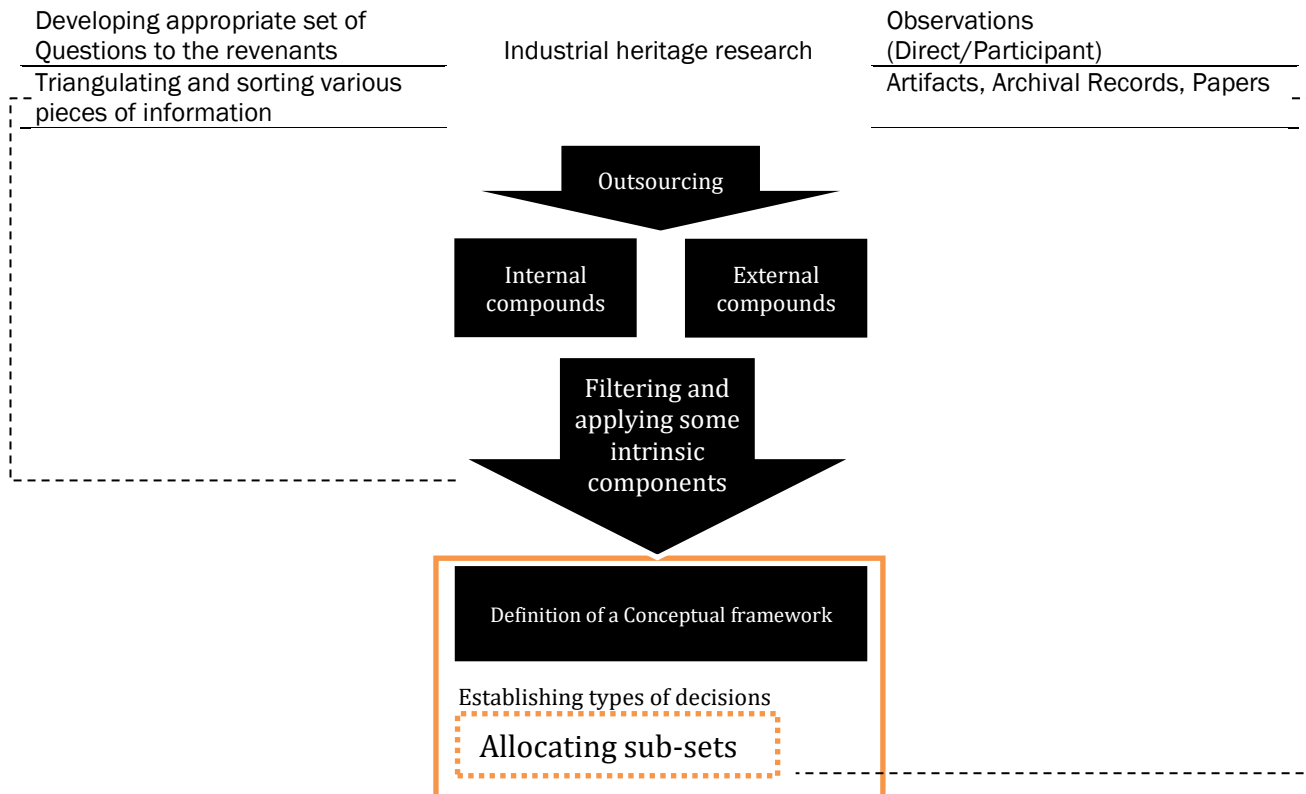 Developing appropriate set of
Questions to the revenants
Triangulating and sorting various
pieces of information
Industrial heritage research
Observations
(Direct/Participant)
Artifacts, Archival Records, Papers
Outsourcing
Internal
compounds
External
compounds
Filtering and
applying some
intrinsic
components
Definition of a Conceptual framework
Establishing types of decisions
Allocating sub-sets